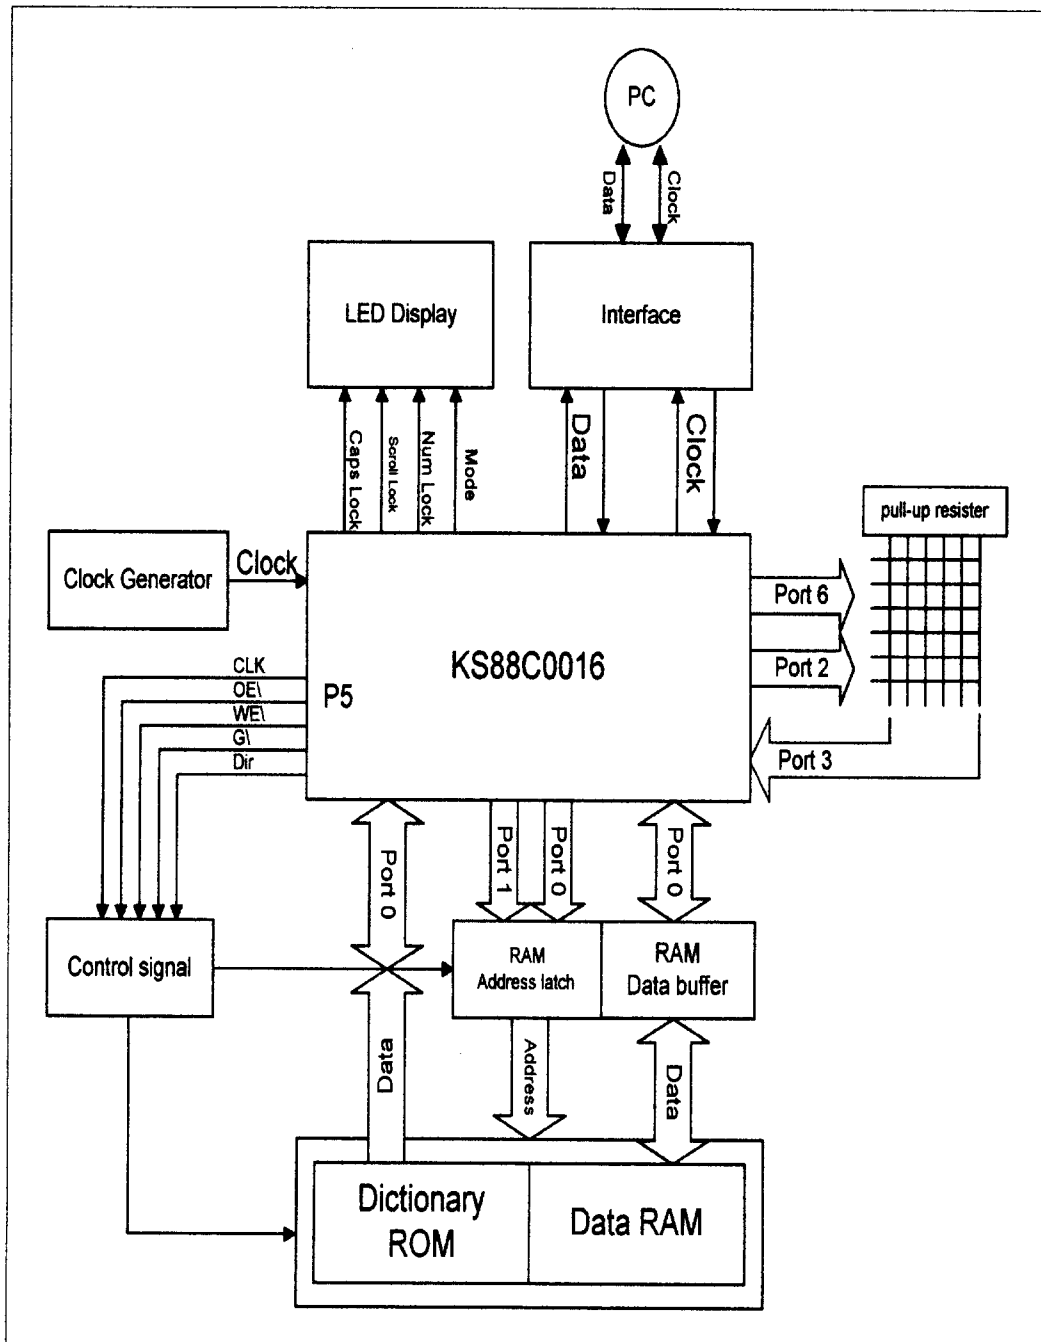 PC
Data
Clock
LED Display
Interface
Caps Lock
Scroll Lock
Num Lock
Mode
Data
Clock
pull-up resister
Clock Generator
Clock
Port 6
KS88C0016
Port 2
P5
CLK
OE\
WE\
G\
Dir
Port 3
Port 0
Port 1
Port 0
Port 0
Control signal
RAM
Address latch
RAM
Data buffer
Data
Address
Data
Dictionary
ROM
Data RAM